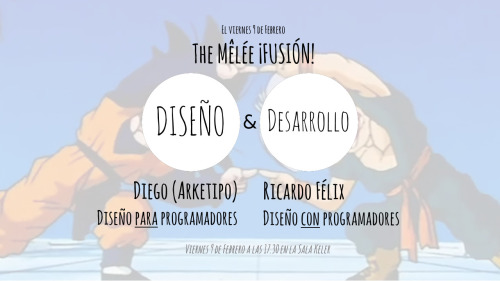 El viernes 9 de Febrero
The Mêlée ¡FUSIÓN!
DISEÑO & Desarrollo
Diego (Arketipo) Ricardo Félix
Diseño para programadores Diseño con programadores
Viernes 9 de Febrero a las 17:30 en la Sala Keler